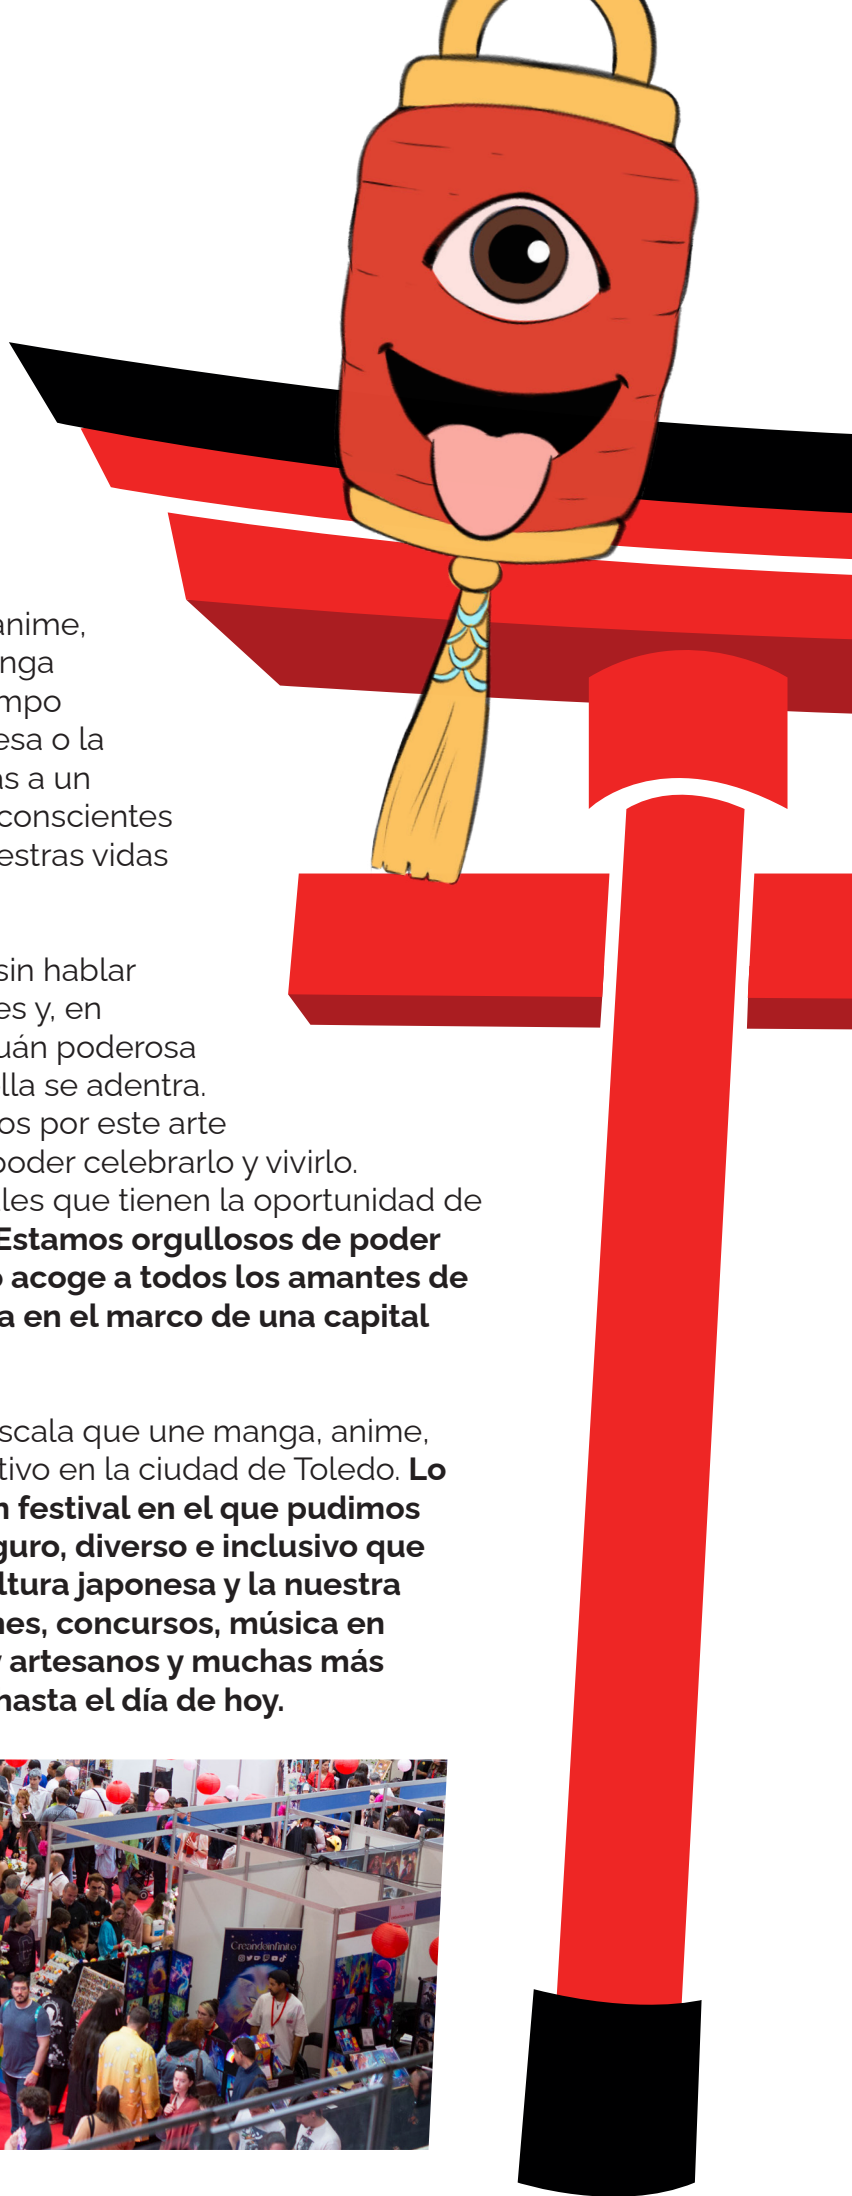 anime,
nga
mpo
esa o la
as a un
conscientes
estras vidas
sin hablar
es y, en
uán poderosa
lla se adentra.
os por este arte
poder celebrarlo y vivirlo.
les que tienen la oportunidad de
Estamos orgullosos de poder
o acoge a todos los amantes de
a en el marco de una capital
scala que une manga, anime,
tivo en la ciudad de Toledo. Lo
n festival en el que pudimos
guro, diverso e inclusivo que
ltura japonesa y la nuestra
nes, concursos, música en
y artesanos y muchas más
hasta el día de hoy.
Creandoinfinito